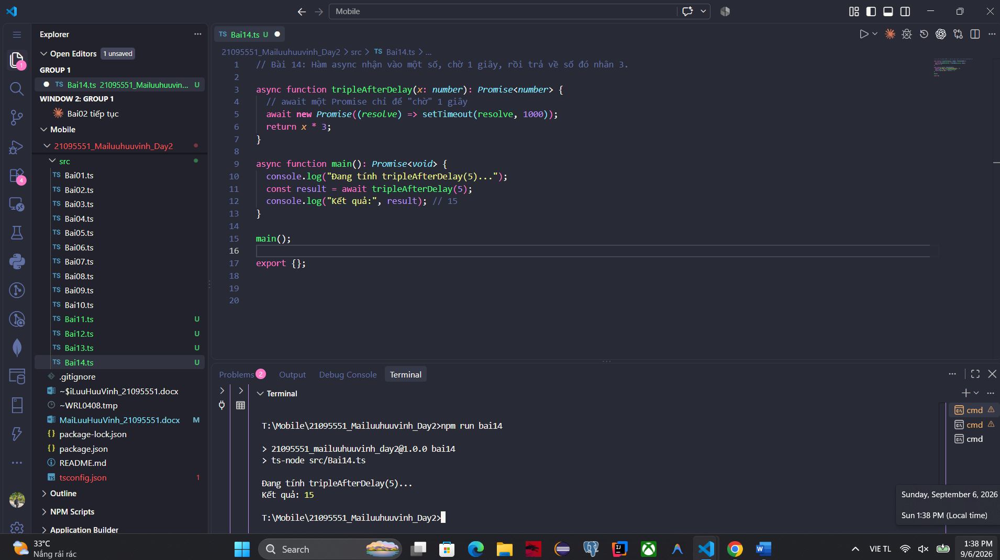 Mobile
Explorer
Open Editors 1 unsaved
GROUP 1
TS Bai14.ts 21095551_Mailuuhuuvin... U
WINDOW 2: GROUP 1
Bai02 tiếp tục
Mobile
21095551_Mailuuhuuvinh_Day2
src
TS Bai01.ts
TS Bai02.ts
TS Bai03.ts
TS Bai04.ts
TS Bai05.ts
TS Bai06.ts
TS Bai07.ts
TS Bai08.ts
TS Bai09.ts
TS Bai10.ts
TS Bai11.ts U
TS Bai12.ts U
TS Bai13.ts U
TS Bai14.ts U
.gitignore
~$iLuuHuuVinh_21095551.docx
~WRL0408.tmp
MaiLuuHuuVinh_21095551.docx M
{} package-lock.json
{} package.json
README.md
TS tsconfig.json 1
Outline
NPM Scripts
Application Builder
1
4
TS Bai14.ts U
21095551_Mailuuhuuvinh_Day2 > src > TS Bai14.ts > ...
1 // Bài 14: Hàm async nhận vào một số, chờ 1 giây, rồi trả về số đó nhân 3.
2
3 async function tripleAfterDelay(x: number): Promise<number> {
4 // await một Promise chỉ để "chờ" 1 giây
5 await new Promise((resolve) => setTimeout(resolve, 1000));
6 return x * 3;
7 }
8
9 async function main(): Promise<void> {
10 console.log("Đang tính tripleAfterDelay(5)...");
11 const result = await tripleAfterDelay(5);
12 console.log("Kết quả:", result); // 15
13 }
14
15 main();
16
17 export {};
18
19
20
Problems 2 Output Debug Console Terminal
Terminal
T:\Mobile\21095551_Mailuuhuuvinh_Day2>npm run bai14
> 21095551_mailuuhuuvinh_day2@1.0.0 bai14
> ts-node src/Bai14.ts
Đang tính tripleAfterDelay(5)...
Kết quả: 15
T:\Mobile\21095551_Mailuuhuuvinh_Day2>
cmd
cmd
cmd
Sunday, September 6, 2026
Sun 1:38 PM (Local time)
33°C
Nắng rải rác
Search
VIE TL
1:38 PM
9/6/2026